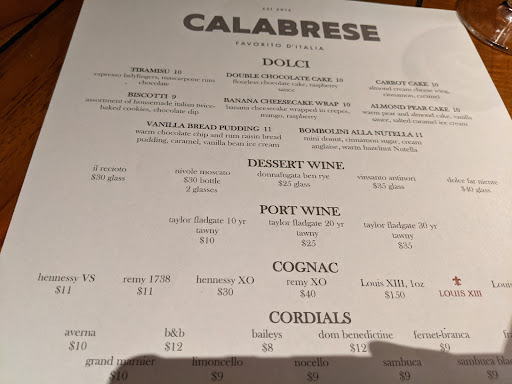 EST 2015
CALABRESE
FAVORITO D'ITALIA
DOLCI
TIRAMISU 10
espresso ladyfingers, mascarpone rum
chocolate
DOUBLE CHOCOLATE CAKE 10
flourless chocolate cake, raspberry
CARROT CAKE 10
almond cream cheese wine,
cinnamon, caramel
BISCOTTI 9
assortment of housemade italian twice-
baked cookies, chocolate dip
BANANA CHEESECAKE WRAP 10
banana cheesecake wrapped in crepes,
mango, raspberry
ALMOND PEAR CAKE 10
warm pear and almond cake, vanilla
sauce, salted caramel ice cream
VANILLA BREAD PUDDING 11
warm chocolate chip and rum raisin bread
pudding, caramel, vanilla bean ice cream
BOMBOLINI ALLA NUTELLA 11
mini donut, cinnamon sugar, cream
anglaise, warm hazelnut Nutella
DESSERT WINE
il recioto
$30 glass
nivole moscato
$30 bottle
2 glasses
donnafugata ben rye
$25 glass
vinsanto antinori
$35 glass
dolce far niente
$40 glass
PORT WINE
taylor fladgate 10 yr
tawny
$10
taylor fladgate 20 yr
tawny
$25
taylor fladgate 30 yr
tawny
$35
COGNAC
hennessy VS
$11
remy 1738
$11
hennessy XO
$30
remy XO
$40
Louis XIII, 1oz
$150
LOUIS XIII
Loui
CORDIALS
averna
$10
b&b
$12
baileys
$8
dom benedictine
$12
fernet-branca
$9
fra
grand marnier
$10
limoncello
$9
nocello
$9
sambuca
$9
sambuca bla
$9